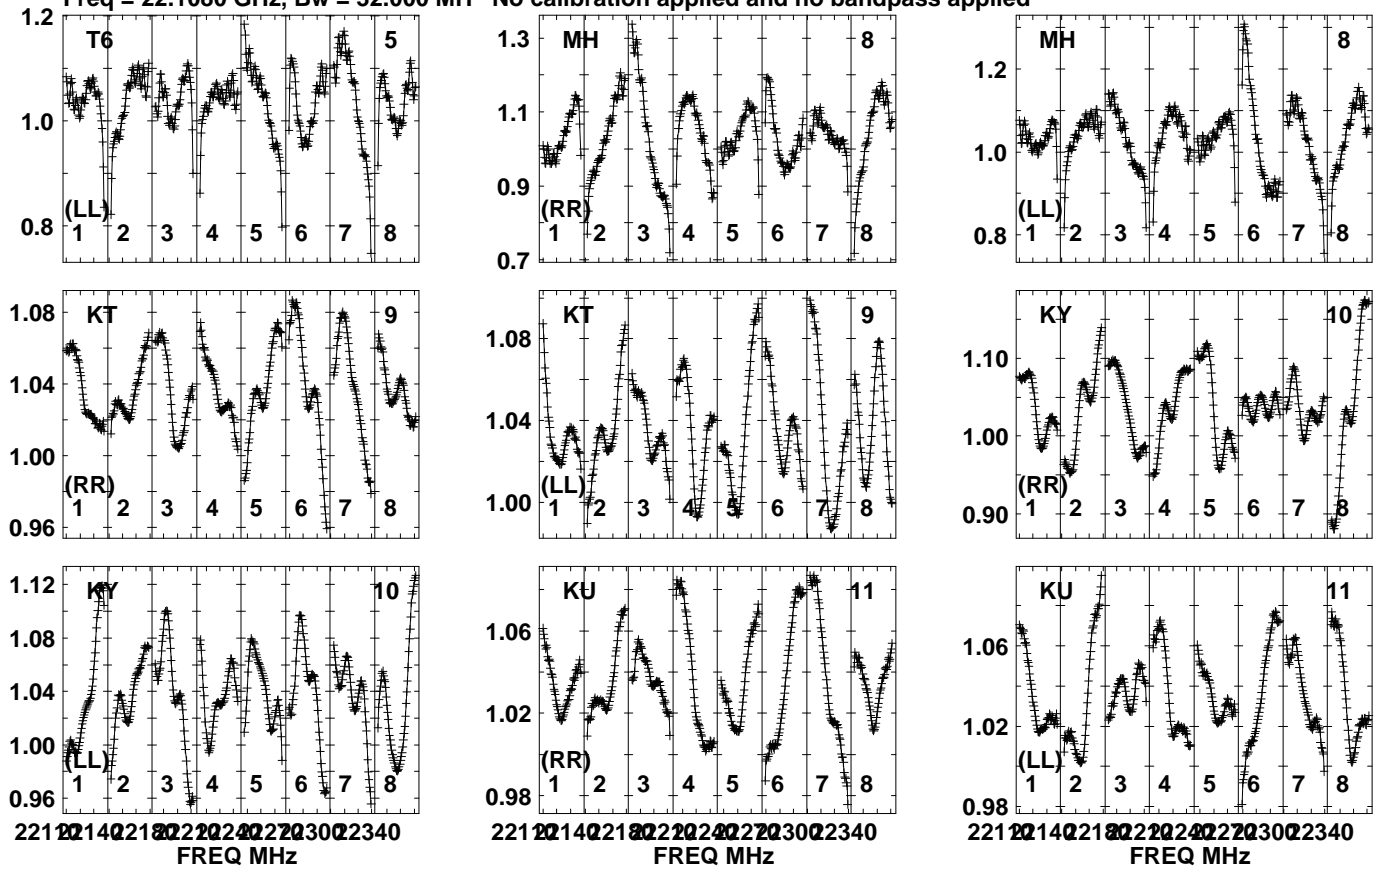 Freq = 22.1080 GHz, Bw = 32.000 MH No calibration applied and no bandpass applied
1.2 1.0 0.8 T6 5 (LL) 1 2 3 4 5 6 7 8
1.3 1.1 0.9 0.7 MH 8 (RR) 1 2 3 4 5 6 7 8
1.2 1.0 0.8 MH 8 (LL) 1 2 3 4 5 6 7 8
1.08 1.04 1.00 0.96 KT 9 (RR) 1 2 3 4 5 6 7 8
1.08 1.04 1.00 KT 9 (LL) 1 2 3 4 5 6 7 8
1.10 1.00 0.90 KY 10 (RR) 1 2 3 4 5 6 7 8
1.12 1.08 1.04 1.00 0.96 KY 10 (LL) 1 2 3 4 5 6 7 8
1.06 1.02 0.98 KU 11 (RR) 1 2 3 4 5 6 7 8
1.06 1.02 0.98 KU 11 (LL) 1 2 3 4 5 6 7 8
22340 22340 22340
FREQ MHz FREQ MHz FREQ MHz